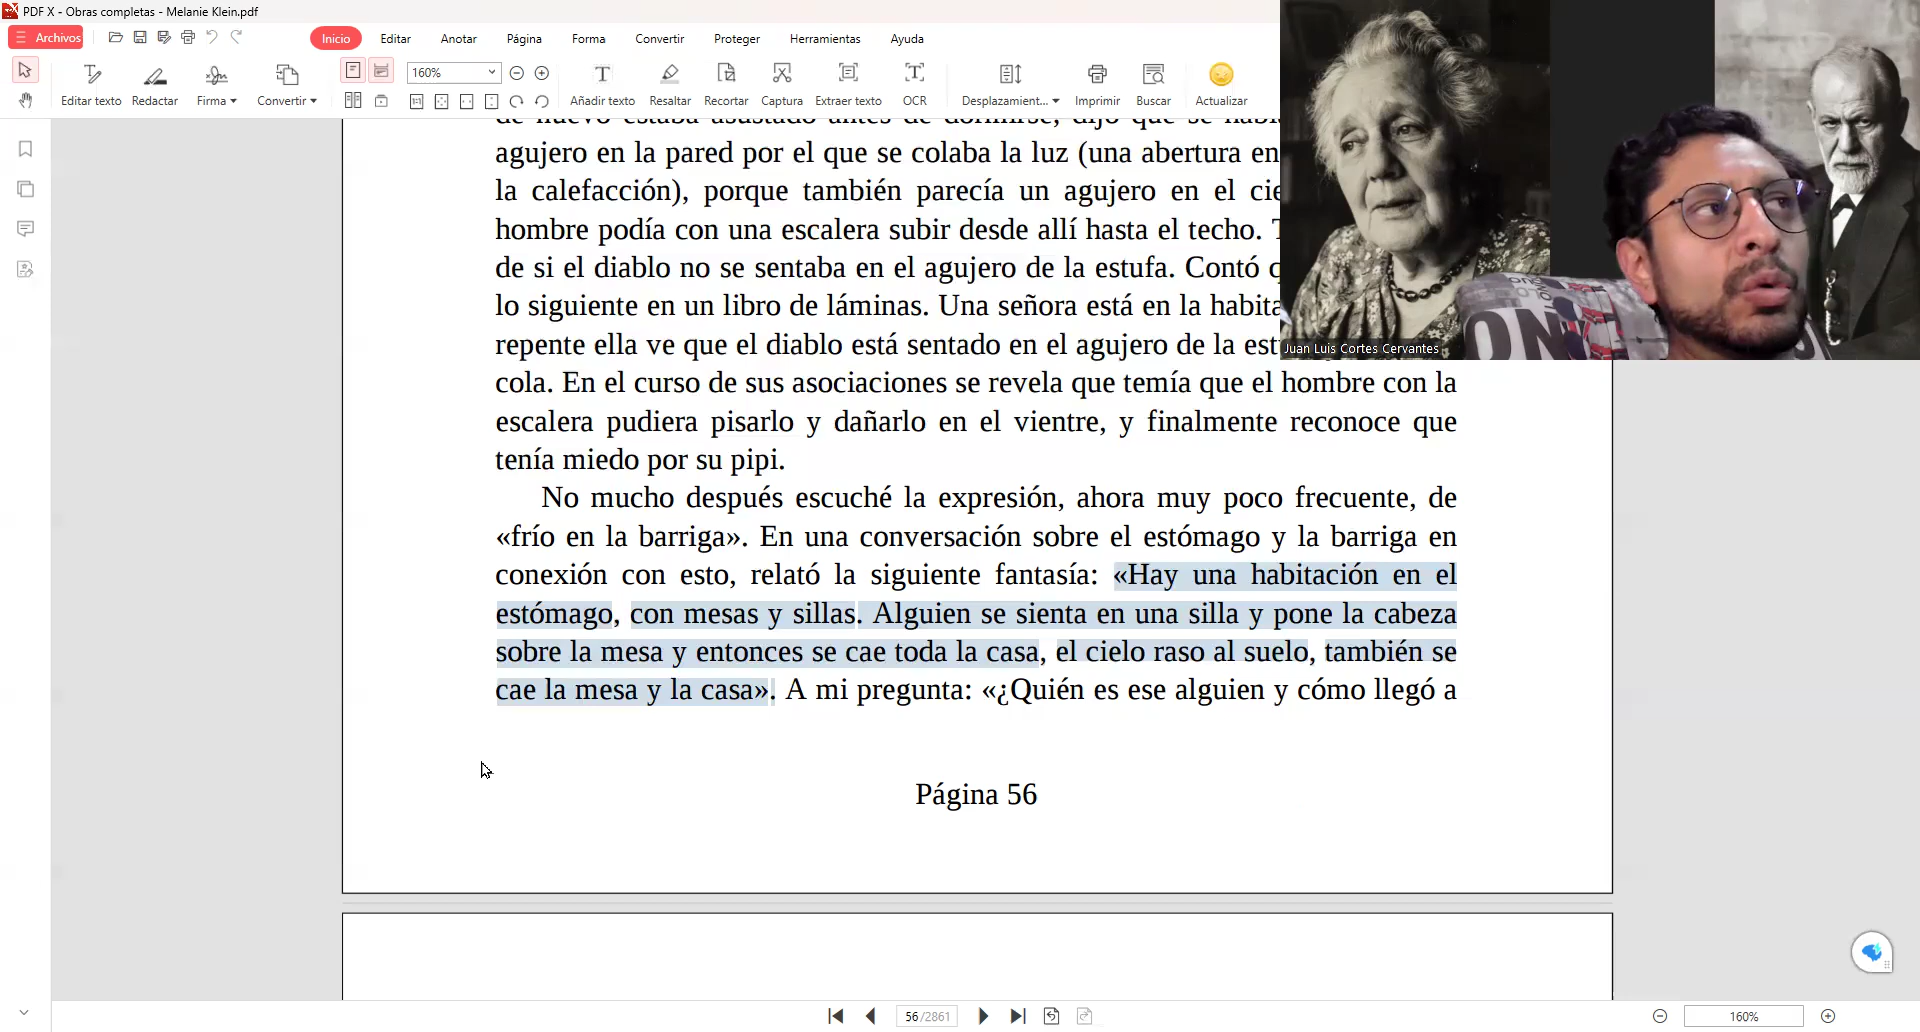 PDF X - Obras completas - Melanie Klein.pdf
Archivos
Inicio
Editar
Anotar
Página
Forma
Convertir
Proteger
Herramientas
Ayuda
160%
Editar texto
Redactar
Firma
Convertir
Añadir texto
Resaltar
Recortar
Captura
Extraer texto
OCR
Desplazamient...
Imprimir
Buscar
Actualizar
agujero en la pared por el que se colaba la luz (una abertura en
la calefacción), porque también parecía un agujero en el cie
hombre podía con una escalera subir desde allí hasta el techo. T
de si el diablo no se sentaba en el agujero de la estufa. Contó q
lo siguiente en un libro de láminas. Una señora está en la habita
repente ella ve que el diablo está sentado en el agujero de la est
cola. En el curso de sus asociaciones se revela que temía que el hombre con la
escalera pudiera pisarlo y dañarlo en el vientre, y finalmente reconoce que
tenía miedo por su pipi.
No mucho después escuché la expresión, ahora muy poco frecuente, de
«frío en la barriga». En una conversación sobre el estómago y la barriga en
conexión con esto, relató la siguiente fantasía: «Hay una habitación en el
estómago, con mesas y sillas. Alguien se sienta en una silla y pone la cabeza
sobre la mesa y entonces se cae toda la casa, el cielo raso al suelo, también se
cae la mesa y la casa». A mi pregunta: «¿Quién es ese alguien y cómo llegó a
Página 56
Juan Luis Cortes Cervantes
56 /2861
160%